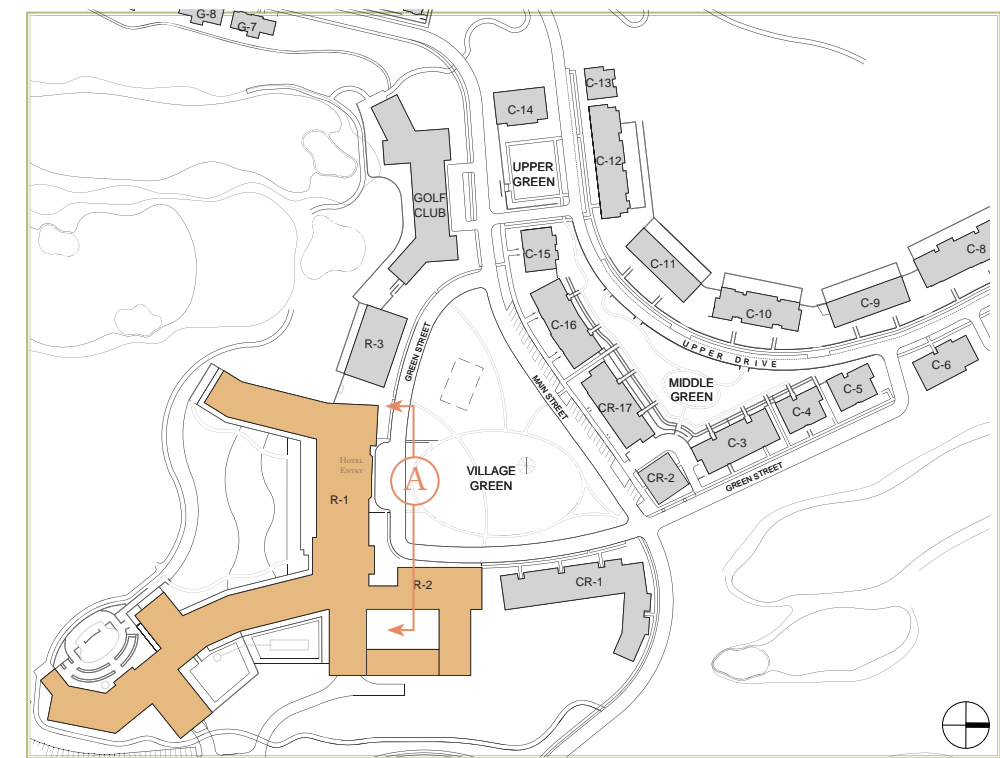 G-8
G-7
C-13
C-14
C-12
UPPER
GREEN
GOLF
CLUB
C-15
C-11
C-8
C-9
C-10
C-16
R-3
GREEN STREET
UPPER DRIVE
C-6
MIDDLE
GREEN
C-5
MAIN STREET
CR-17
C-4
C-3
HOTEL
ENTRY
A
VILLAGE
GREEN
CR-2
GREEN STREET
R-1
R-2
CR-1